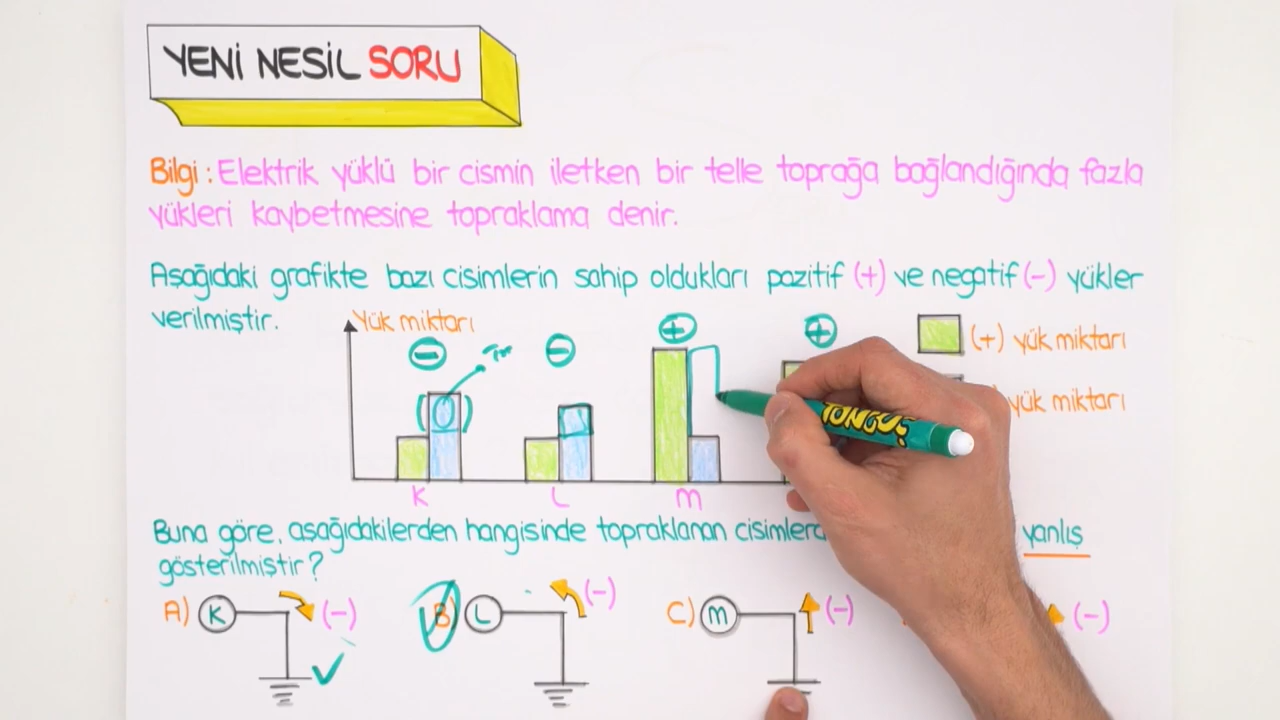 YENİ NESİL SORU
Bilgi : Elektrik yüklü bir cismin iletken bir telle toprağa bağlandığında fazla
yükleri kaybetmesine topraklama denir.
Aşağıdaki grafikte bazı cisimlerin sahip oldukları pozitif (+) ve negatif (-) yükler
verilmiştir.
Yük miktarı
(+) yük miktarı
yük miktarı
- - + +
K L M
Buna göre, aşağıdakilerden hangisinde topraklanan yanlış
gösterilmiştir?
A) K (-) B) L (-) C) M (-) (-)